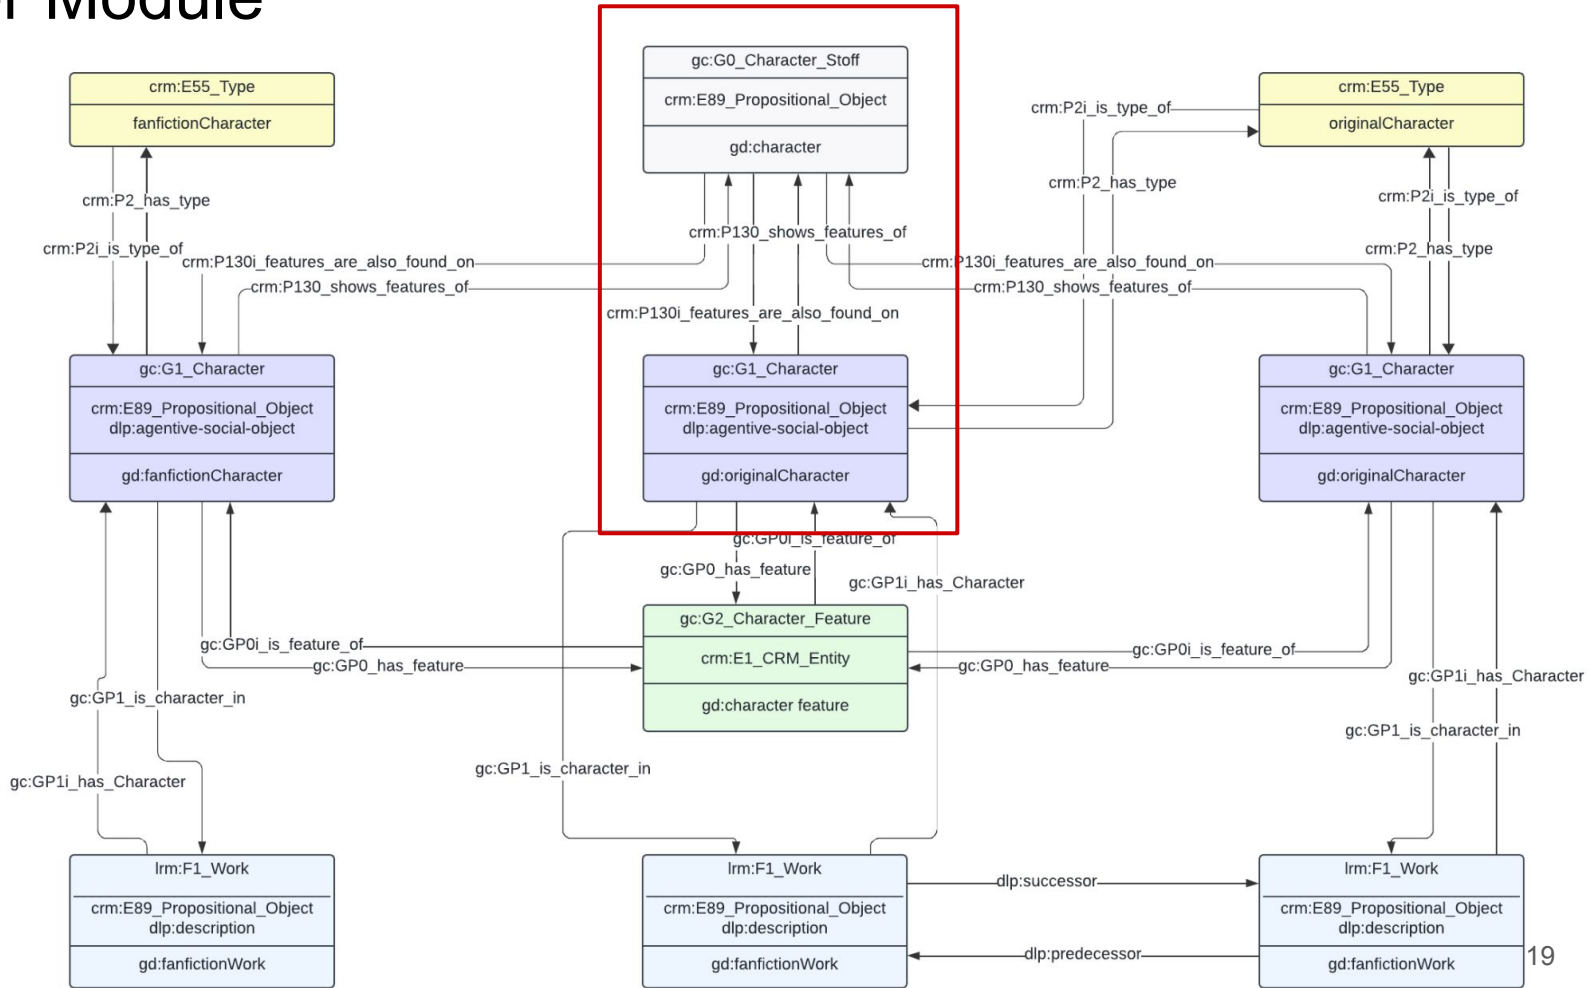 r Module
gc:G0_Character_Stoff
crm:E89_Propositional_Object
gd:character
crm:E55_Type
fanfictionCharacter
crm:E55_Type
originalCharacter
crm:P2i_is_type_of
crm:P2_has_type
crm:P2_has_type
crm:P2i_is_type_of
crm:P2i_is_type_of
crm:P2_has_type
crm:P130_shows_features_of
crm:P130i_features_are_also_found_on
crm:P130_shows_features_of
crm:P130i_features_are_also_found_on
crm:P130_shows_features_of
crm:P130i_features_are_also_found_on
gc:G1_Character
crm:E89_Propositional_Object
dlp:agentive-social-object
gd:fanfictionCharacter
gc:G1_Character
crm:E89_Propositional_Object
dlp:agentive-social-object
gd:originalCharacter
gc:G1_Character
crm:E89_Propositional_Object
dlp:agentive-social-object
gd:originalCharacter
gc:GP0i_is_feature_of
gc:GP0_has_feature
gc:GP1i_has_Character
gc:G2_Character_Feature
crm:E1_CRM_Entity
gd:character feature
gc:GP0i_is_feature_of
gc:GP0_has_feature
gc:GP0i_is_feature_of
gc:GP0_has_feature
gc:GP1_is_character_in
gc:GP1i_has_Character
gc:GP1_is_character_in
gc:GP1i_has_Character
gc:GP1_is_character_in
lrm:F1_Work
crm:E89_Propositional_Object
dlp:description
gd:fanfictionWork
lrm:F1_Work
crm:E89_Propositional_Object
dlp:description
gd:fanfictionWork
dlp:successor
dlp:predecessor
lrm:F1_Work
crm:E89_Propositional_Object
dlp:description
gd:fanfictionWork
19